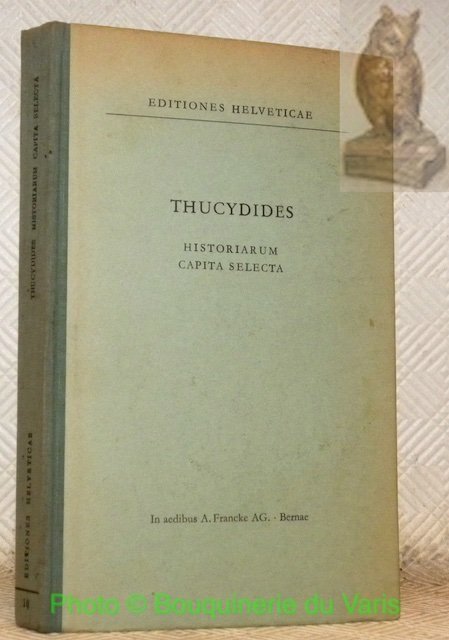 EDITIONES HELVETICAE
THUCYDIDES
HISTORIARUM
CAPITA SELECTA
In aedibus A. Francke AG. · Bernae
THUCYDIDES HISTORIARUM CAPITA SELECTA
EDITIONES HELVETICAE
10
Photo © Bouquinerie du Varis